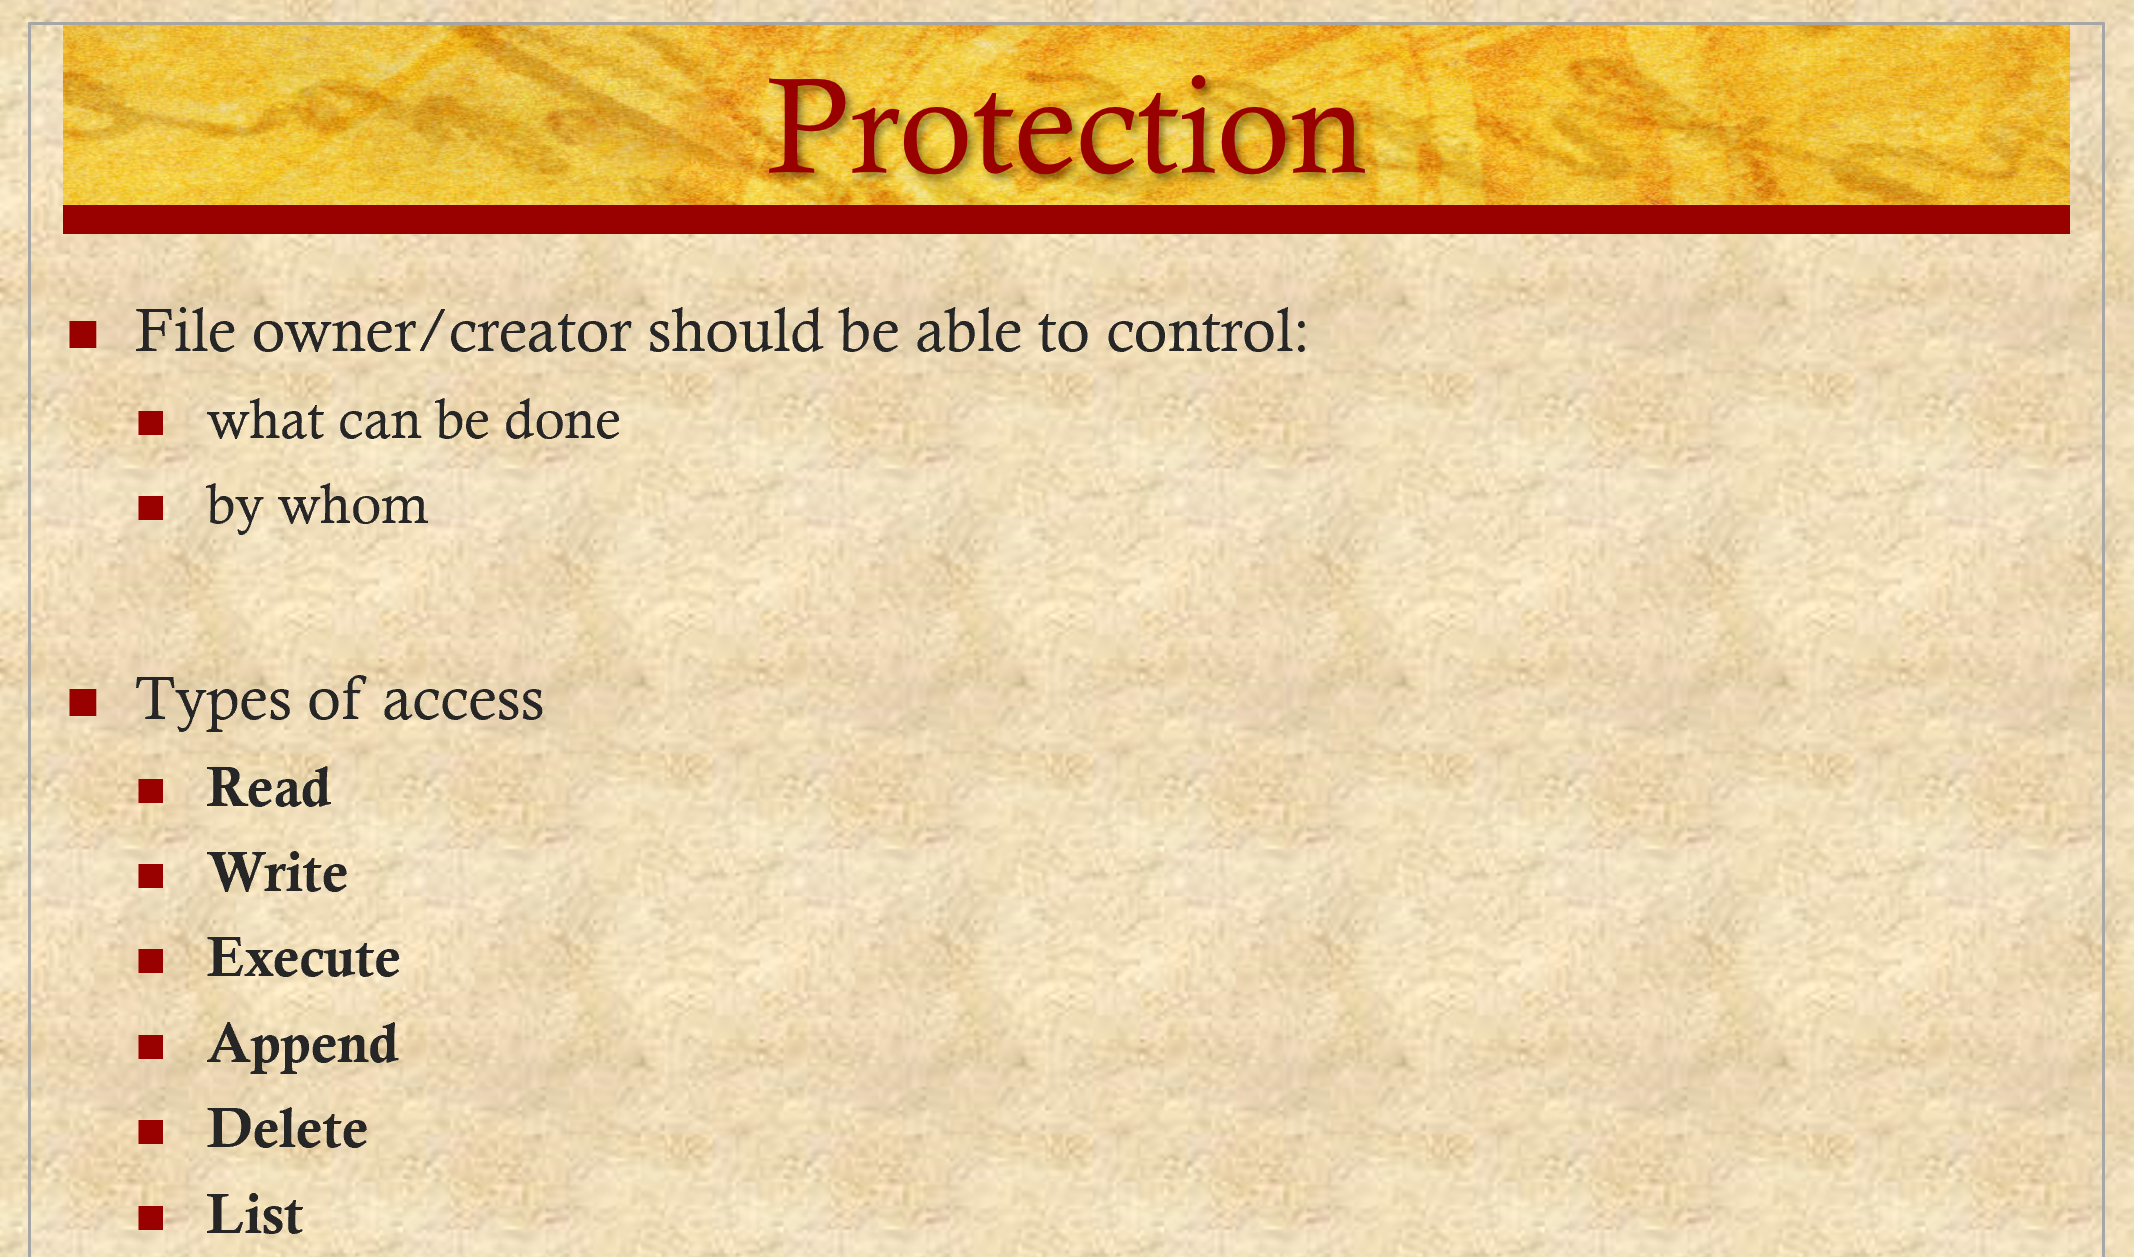 Protection
File owner/creator should be able to control:
what can be done
by whom
Types of access
Read
Write
Execute
Append
Delete
List